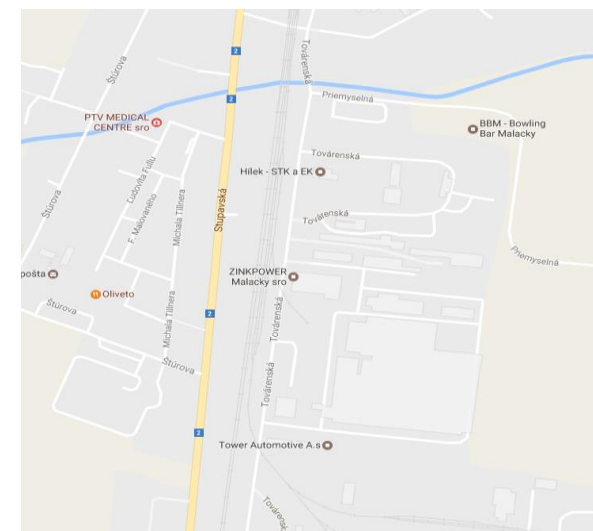 Továrenská
Štúrova
2
Priemyselná
2
PTV MEDICAL
CENTRE sro
BBM - Bowling
Bar Malacky
Továrenská
Hílek - STK a EK
Ľudovíta Fullu
F. Malovaného
Michala Tillnera
Štúrova
Stupavská
Továrenská
Priemyselná
pošta
ZINKPOWER
Malacky sro
Oliveto
Štúrova
2
Michala Tillnera
Továrenská
Štúrova
Továrenská
2
Tower Automotive A.s
Továrenská